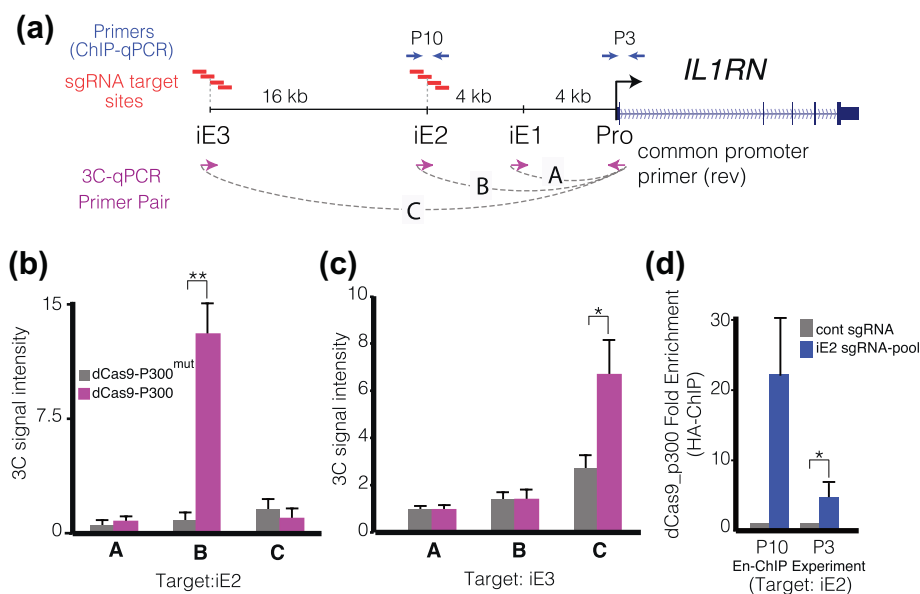 (a)
Primers
(ChIP-qPCR)
P10
P3
sgRNA target
sites
IL1RN
16 kb
4 kb
4 kb
iE3
iE2
iE1
Pro
3C-qPCR
Primer Pair
A
B
C
common promoter
primer (rev)
(b)
3C signal intensity
15
7.5
0
**
dCas9-P300mut
dCas9-P300
A
B
C
Target:iE2
(c)
3C signal intensity
10
8
6
4
2
0
*
A
B
C
Target: iE3
(d)
dCas9_p300 Fold Enrichment
(HA-ChIP)
30
20
10
0
cont sgRNA
iE2 sgRNA-pool
*
P10
P3
En-ChIP Experiment
(Target: iE2)